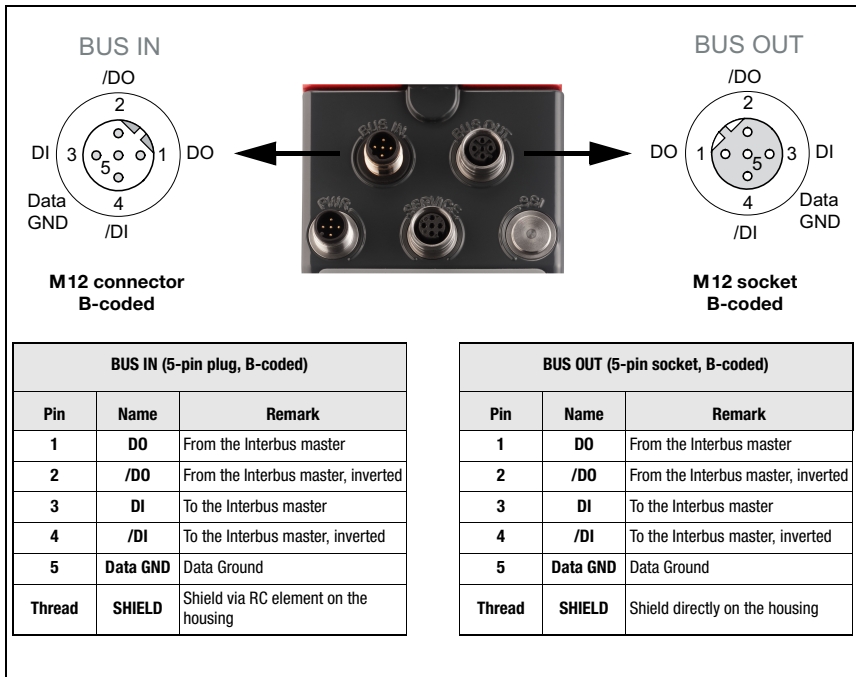 BUS IN
/DO
2
DI 3 5 1 DO
Data
GND
4
/DI
M12 connector
B-coded
BUS IN BUS OUT
PWR SERVICE SSI
BUS OUT
/DO
2
DO 1 5 3 DI
Data
GND
4
/DI
M12 socket
B-coded
BUS IN (5-pin plug, B-coded)
Pin Name Remark
1 DO From the Interbus master
2 /DO From the Interbus master, inverted
3 DI To the Interbus master
4 /DI To the Interbus master, inverted
5 Data GND Data Ground
Thread SHIELD Shield via RC element on the
housing
BUS OUT (5-pin socket, B-coded)
Pin Name Remark
1 DO From the Interbus master
2 /DO From the Interbus master, inverted
3 DI To the Interbus master
4 /DI To the Interbus master, inverted
5 Data GND Data Ground
Thread SHIELD Shield directly on the housing